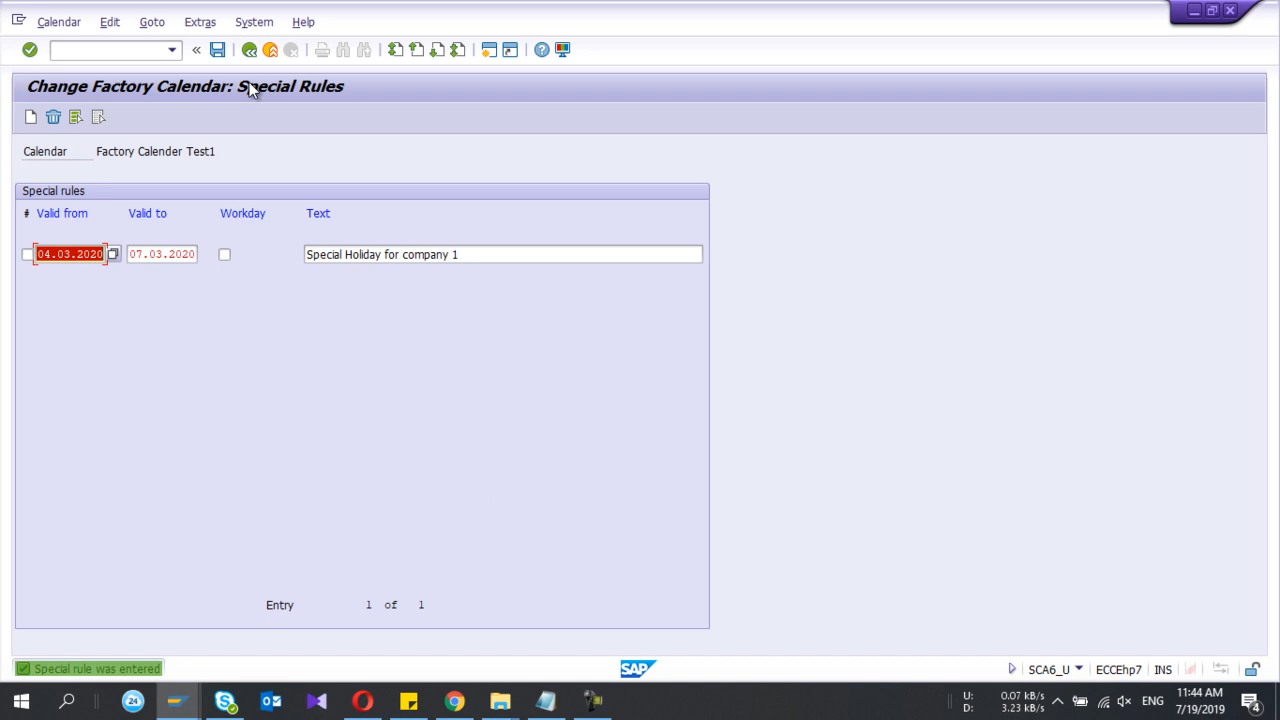 Calendar Edit Goto Extras System Help
Change Factory Calendar: Special Rules
Calendar Factory Calender Test1
Special rules
# Valid from Valid to Workday Text
04.03.2020 07.03.2020 Special Holiday for company 1
Entry 1 of 1
Special rule was entered
SAP
SCA6_U ECCEhp7 INS
24
U: 0.07 kB/s
D: 3.23 kB/s
ENG
11:44 AM
7/19/2019
4